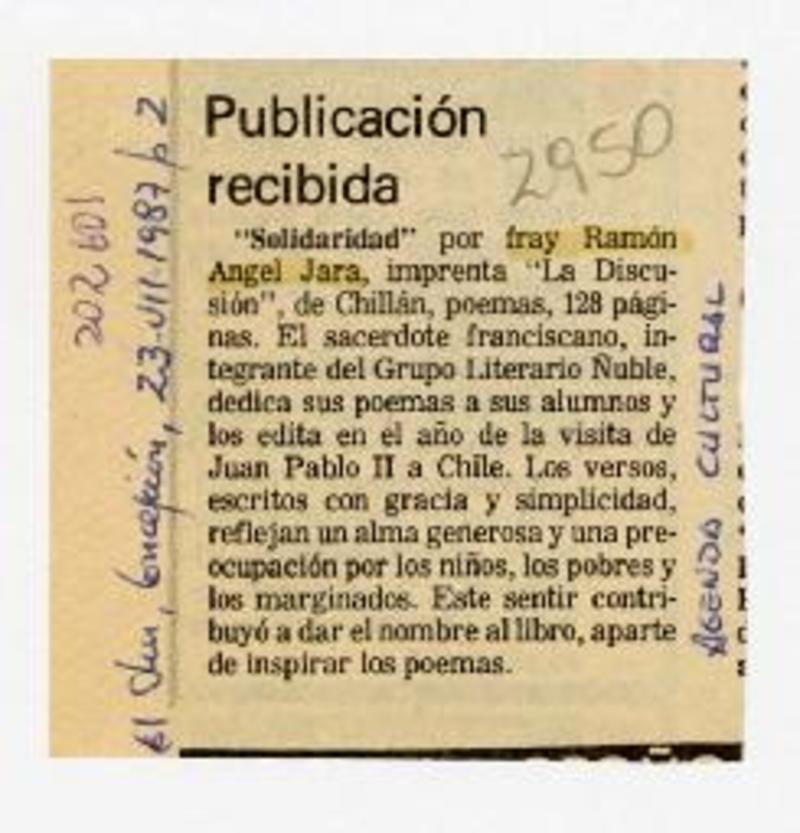 Publicación
recibida
2950
"Solidaridad" por fray Ramón
Angel Jara, imprenta "La Discu-
sión", de Chillán, poemas, 128 pági-
nas. El sacerdote franciscano, in-
tegrante del Grupo Literario Ñuble,
dedica sus poemas a sus alumnos y
los edita en el año de la visita de
Juan Pablo II a Chile. Los versos,
escritos con gracia y simplicidad,
reflejan un alma generosa y una pre-
ocupación por los niños, los pobres y
los marginados. Este sentir contri-
buyó a dar el nombre al libro, aparte
de inspirar los poemas.
202601
El Sur, Concepción, 23-VII-1987 p. 2
AGENDA CULTURAL